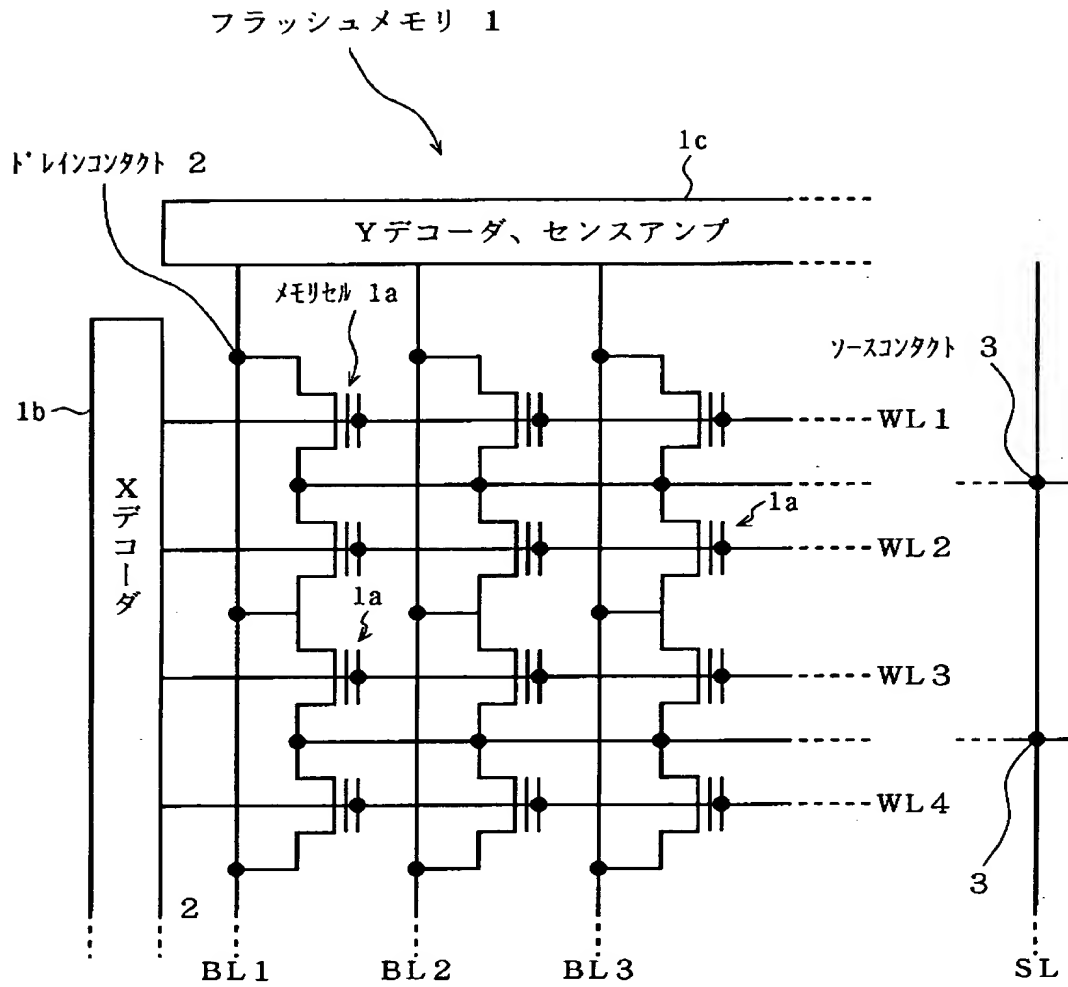 フラッシュメモリ 1
1c
ドレインコンタクト 2
Yデコーダ、センスアンプ
メモリセル 1a
ソースコンタクト 3
1b
WL1
Xデコーダ
1a
WL2
1a
WL3
WL4
3
2
BL1
BL2
BL3
SL